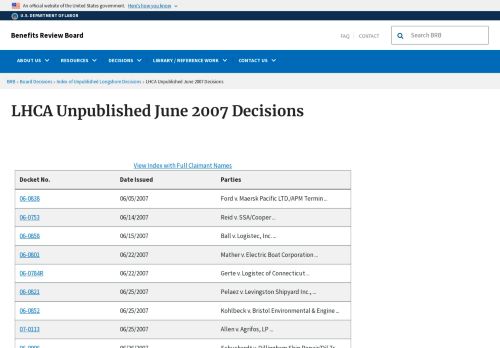 An official website of the United States government. Here's how you know
U.S. DEPARTMENT OF LABOR
Benefits Review Board
FAQ CONTACT
Search BRB
ABOUT US RESOURCES DECISIONS LIBRARY / REFERENCE WORK CONTACT US
BRB › Board Decisions › Index of Unpublished Longshore Decisions › LHCA Unpublished June 2007 Decisions
LHCA Unpublished June 2007 Decisions
View Index with Full Claimant Names
Docket No. Date Issued Parties
06-0838 06/05/2007 Ford v. Maersk Pacific LTD./APM Termin...
06-0753 06/14/2007 Reid v. SSA/Cooper...
06-0858 06/15/2007 Ball v. Logistec, Inc....
06-0801 06/22/2007 Mather v. Electric Boat Corporation...
06-0784R 06/22/2007 Gerte v. Logistec of Connecticut...
06-0821 06/25/2007 Pelaez v. Levingston Shipyard Inc., ...
06-0852 06/25/2007 Kohlbeck v. Bristol Environmental & Engine...
07-0113 06/25/2007 Allen v. Agrifos, LP...